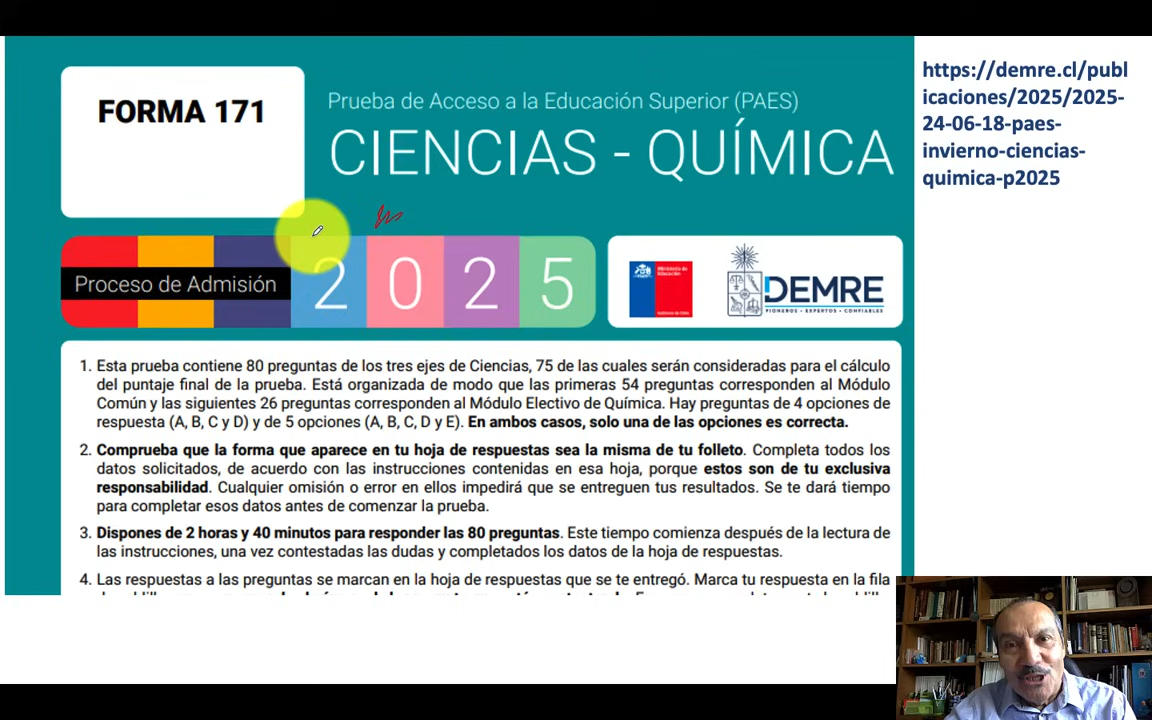 FORMA 171
Prueba de Acceso a la Educación Superior (PAES)
CIENCIAS - QUÍMICA
https://demre.cl/publ
icaciones/2025/2025-
24-06-18-paes-
invierno-ciencias-
quimica-p2025
Proceso de Admisión
2 0 2 5
Ministerio de
Educación
DEMRE
PIONEROS • EXPERTOS • CONFIABLES
1. Esta prueba contiene 80 preguntas de los tres ejes de Ciencias, 75 de las cuales serán consideradas para el cálculo
del puntaje final de la prueba. Está organizada de modo que las primeras 54 preguntas corresponden al Módulo
Común y las siguientes 26 preguntas corresponden al Módulo Electivo de Química. Hay preguntas de 4 opciones de
respuesta (A, B, C y D) y de 5 opciones (A, B, C, D y E). En ambos casos, solo una de las opciones es correcta.
2. Comprueba que la forma que aparece en tu hoja de respuestas sea la misma de tu folleto. Completa todos los
datos solicitados, de acuerdo con las instrucciones contenidas en esa hoja, porque estos son de tu exclusiva
responsabilidad. Cualquier omisión o error en ellos impedirá que se entreguen tus resultados. Se te dará tiempo
para completar esos datos antes de comenzar la prueba.
3. Dispones de 2 horas y 40 minutos para responder las 80 preguntas. Este tiempo comienza después de la lectura de
las instrucciones, una vez contestadas las dudas y completados los datos de la hoja de respuestas.
4. Las respuestas a las preguntas se marcan en la hoja de respuestas que se te entregó. Marca tu respuesta en la fila